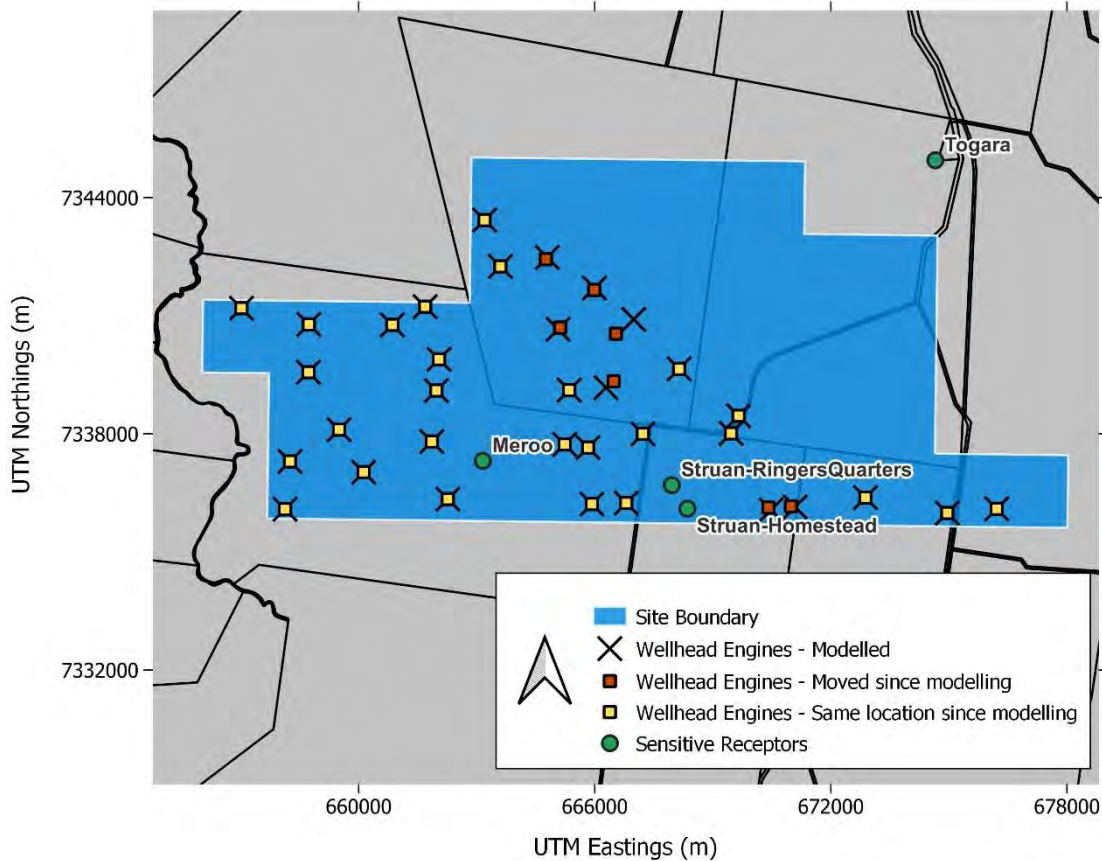 Togara
7344000
UTM Northings (m)
7338000
Meroo
Struan-RingersQuarters
Struan-Homestead
Site Boundary
Wellhead Engines - Modelled
Wellhead Engines - Moved since modelling
Wellhead Engines - Same location since modelling
Sensitive Receptors
7332000
660000 666000 672000 678000
UTM Eastings (m)